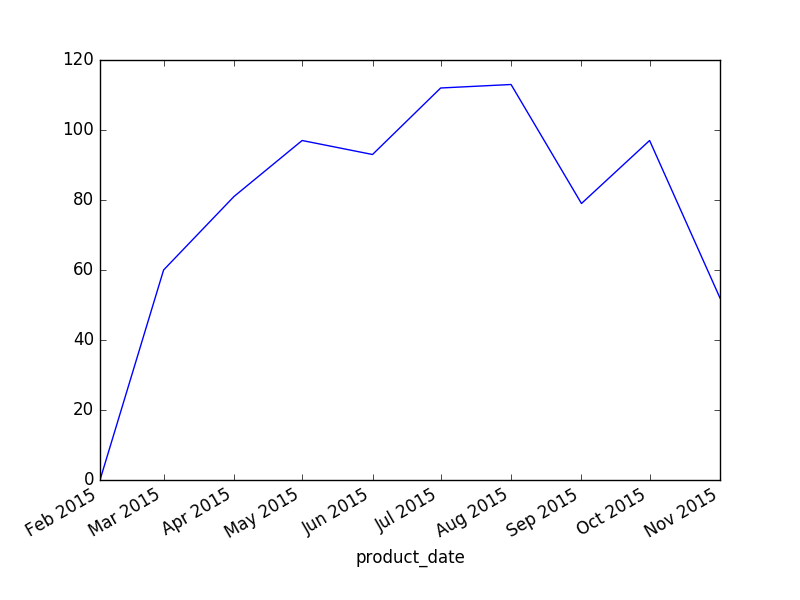 120
100
80
60
40
20
0
Feb 2015
Mar 2015
Apr 2015
May 2015
Jun 2015
Jul 2015
Aug 2015
Sep 2015
Oct 2015
Nov 2015
product_date